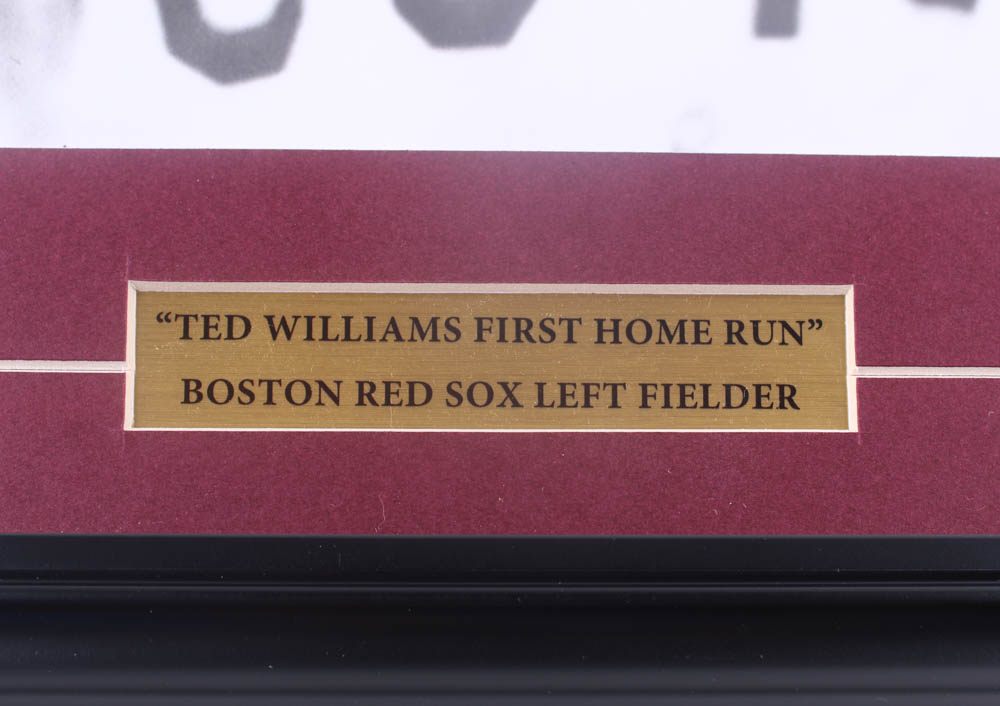 “TED WILLIAMS FIRST HOME RUN”
BOSTON RED SOX LEFT FIELDER